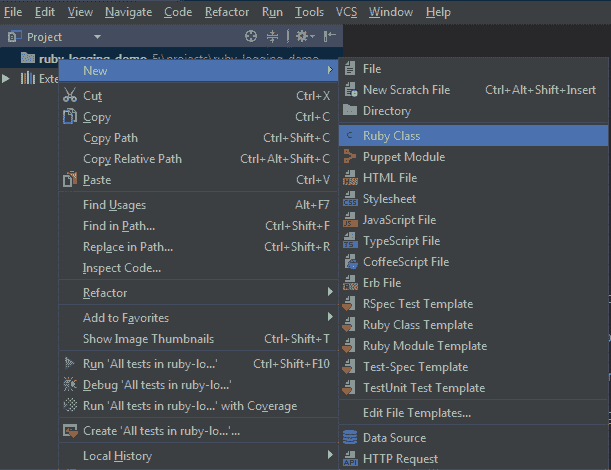 File Edit View Navigate Code Refactor Run Tools VCS Window Help
Project
ruby_logging_demo E:\projects\ruby_logging_demo
New
Cut Ctrl+X
Copy Ctrl+C
Copy Path Ctrl+Shift+C
Copy Relative Path Ctrl+Alt+Shift+C
Paste Ctrl+V
Find Usages Alt+F7
Find in Path... Ctrl+Shift+F
Replace in Path... Ctrl+Shift+R
Inspect Code...
Refactor
Add to Favorites
Show Image Thumbnails Ctrl+Shift+T
Run 'All tests in ruby-lo...' Ctrl+Shift+F10
Debug 'All tests in ruby-lo...'
Run 'All tests in ruby-lo...' with Coverage
Create 'All tests in ruby-lo...'...
Local History
File
New Scratch File Ctrl+Alt+Shift+Insert
Directory
Ruby Class
Puppet Module
HTML File
Stylesheet
JavaScript File
TypeScript File
CoffeeScript File
Erb File
RSpec Test Template
Ruby Class Template
Ruby Module Template
Test-Spec Template
TestUnit Test Template
Edit File Templates...
Data Source
HTTP Request